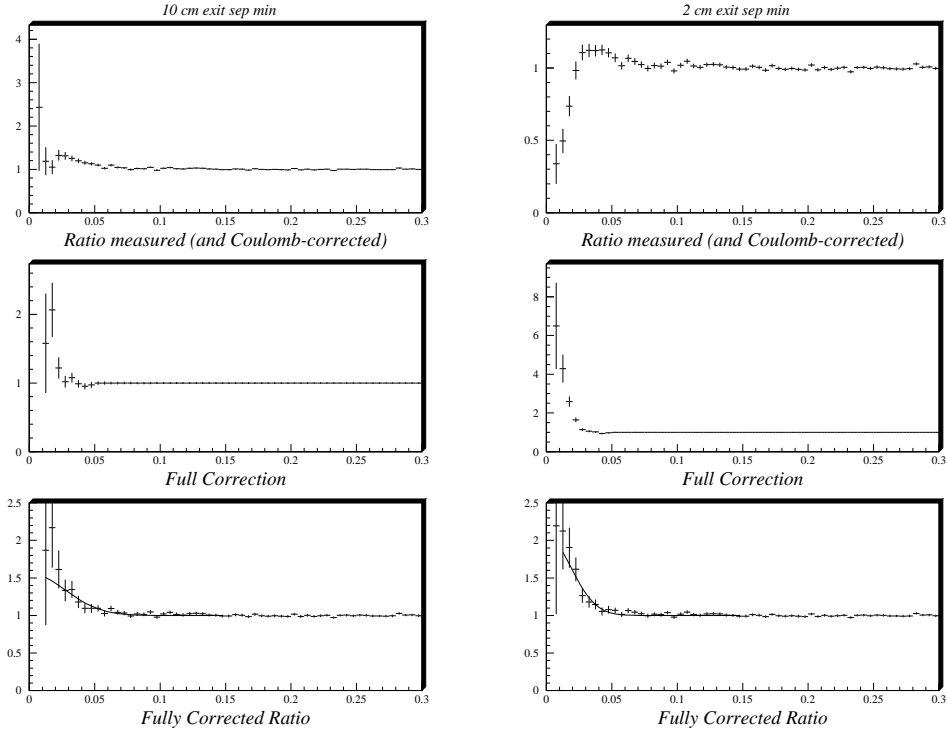 10 cm exit sep min
2 cm exit sep min
4
3
2
1
0
0 0.05 0.1 0.15 0.2 0.25 0.3
Ratio measured (and Coulomb-corrected)
1
0.5
0
0 0.05 0.1 0.15 0.2 0.25 0.3
Ratio measured (and Coulomb-corrected)
2
1
0
0 0.05 0.1 0.15 0.2 0.25 0.3
Full Correction
8
6
4
2
0
0 0.05 0.1 0.15 0.2 0.25 0.3
Full Correction
2.5
2
1.5
1
0.5
0
0 0.05 0.1 0.15 0.2 0.25 0.3
Fully Corrected Ratio
2.5
2
1.5
1
0.5
0
0 0.05 0.1 0.15 0.2 0.25 0.3
Fully Corrected Ratio